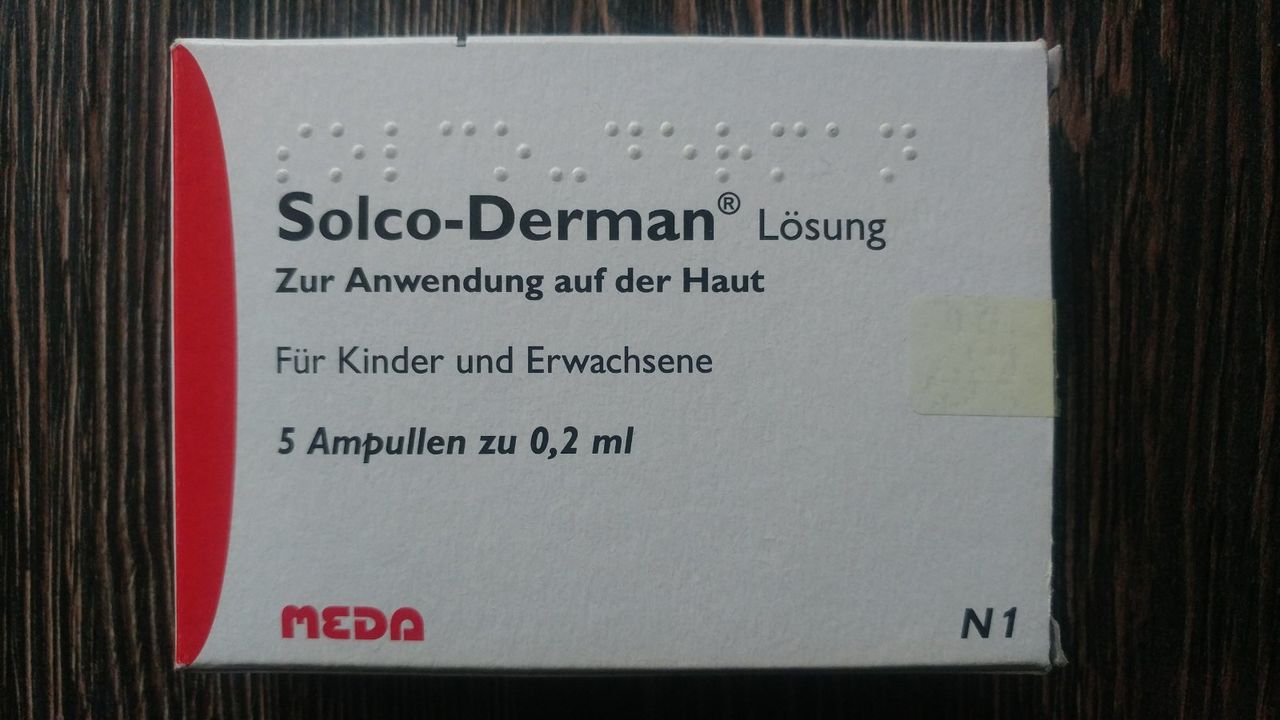 Solco-Derman® Lösung
Zur Anwendung auf der Haut
Für Kinder und Erwachsene
5 Ampullen zu 0,2 ml
MEDA
N 1